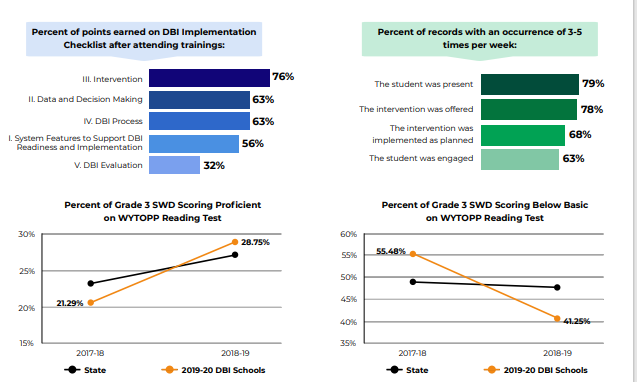 Percent of points earned on DBI Implementation
Checklist after attending trainings:
III. Intervention
76%
II. Data and Decision Making
63%
IV. DBI Process
63%
I. System Features to Support DBI
Readiness and Implementation
56%
V. DBI Evaluation
32%
Percent of records with an occurrence of 3-5
times per week:
The student was present
79%
The intervention was offered
78%
The intervention was
implemented as planned
68%
The student was engaged
63%
Percent of Grade 3 SWD Scoring Proficient
on WYTOPP Reading Test
30%
25%
20%
15%
28.75%
21.29%
2017-18
2018-19
State
2019-20 DBI Schools
Percent of Grade 3 SWD Scoring Below Basic
on WYTOPP Reading Test
60%
55%
50%
45%
40%
35%
55.48%
41.25%
2017-18
2018-19
State
2019-20 DBI Schools